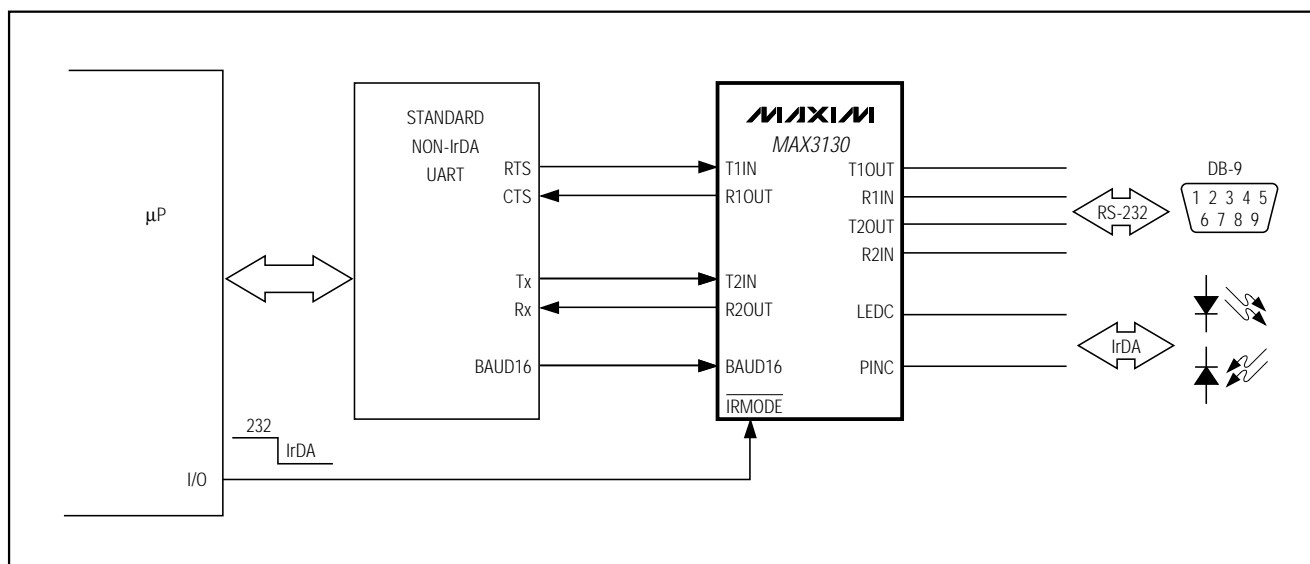 µP
I/O
232
IrDA
STANDARD
NON-IrDA
UART
RTS
CTS
Tx
Rx
BAUD16
MAXIM
MAX3130
T1IN
R1OUT
T2IN
R2OUT
BAUD16
IRMODE
T1OUT
R1IN
T2OUT
R2IN
LEDC
PINC
RS-232
IrDA
DB-9
1 2 3 4 5
6 7 8 9